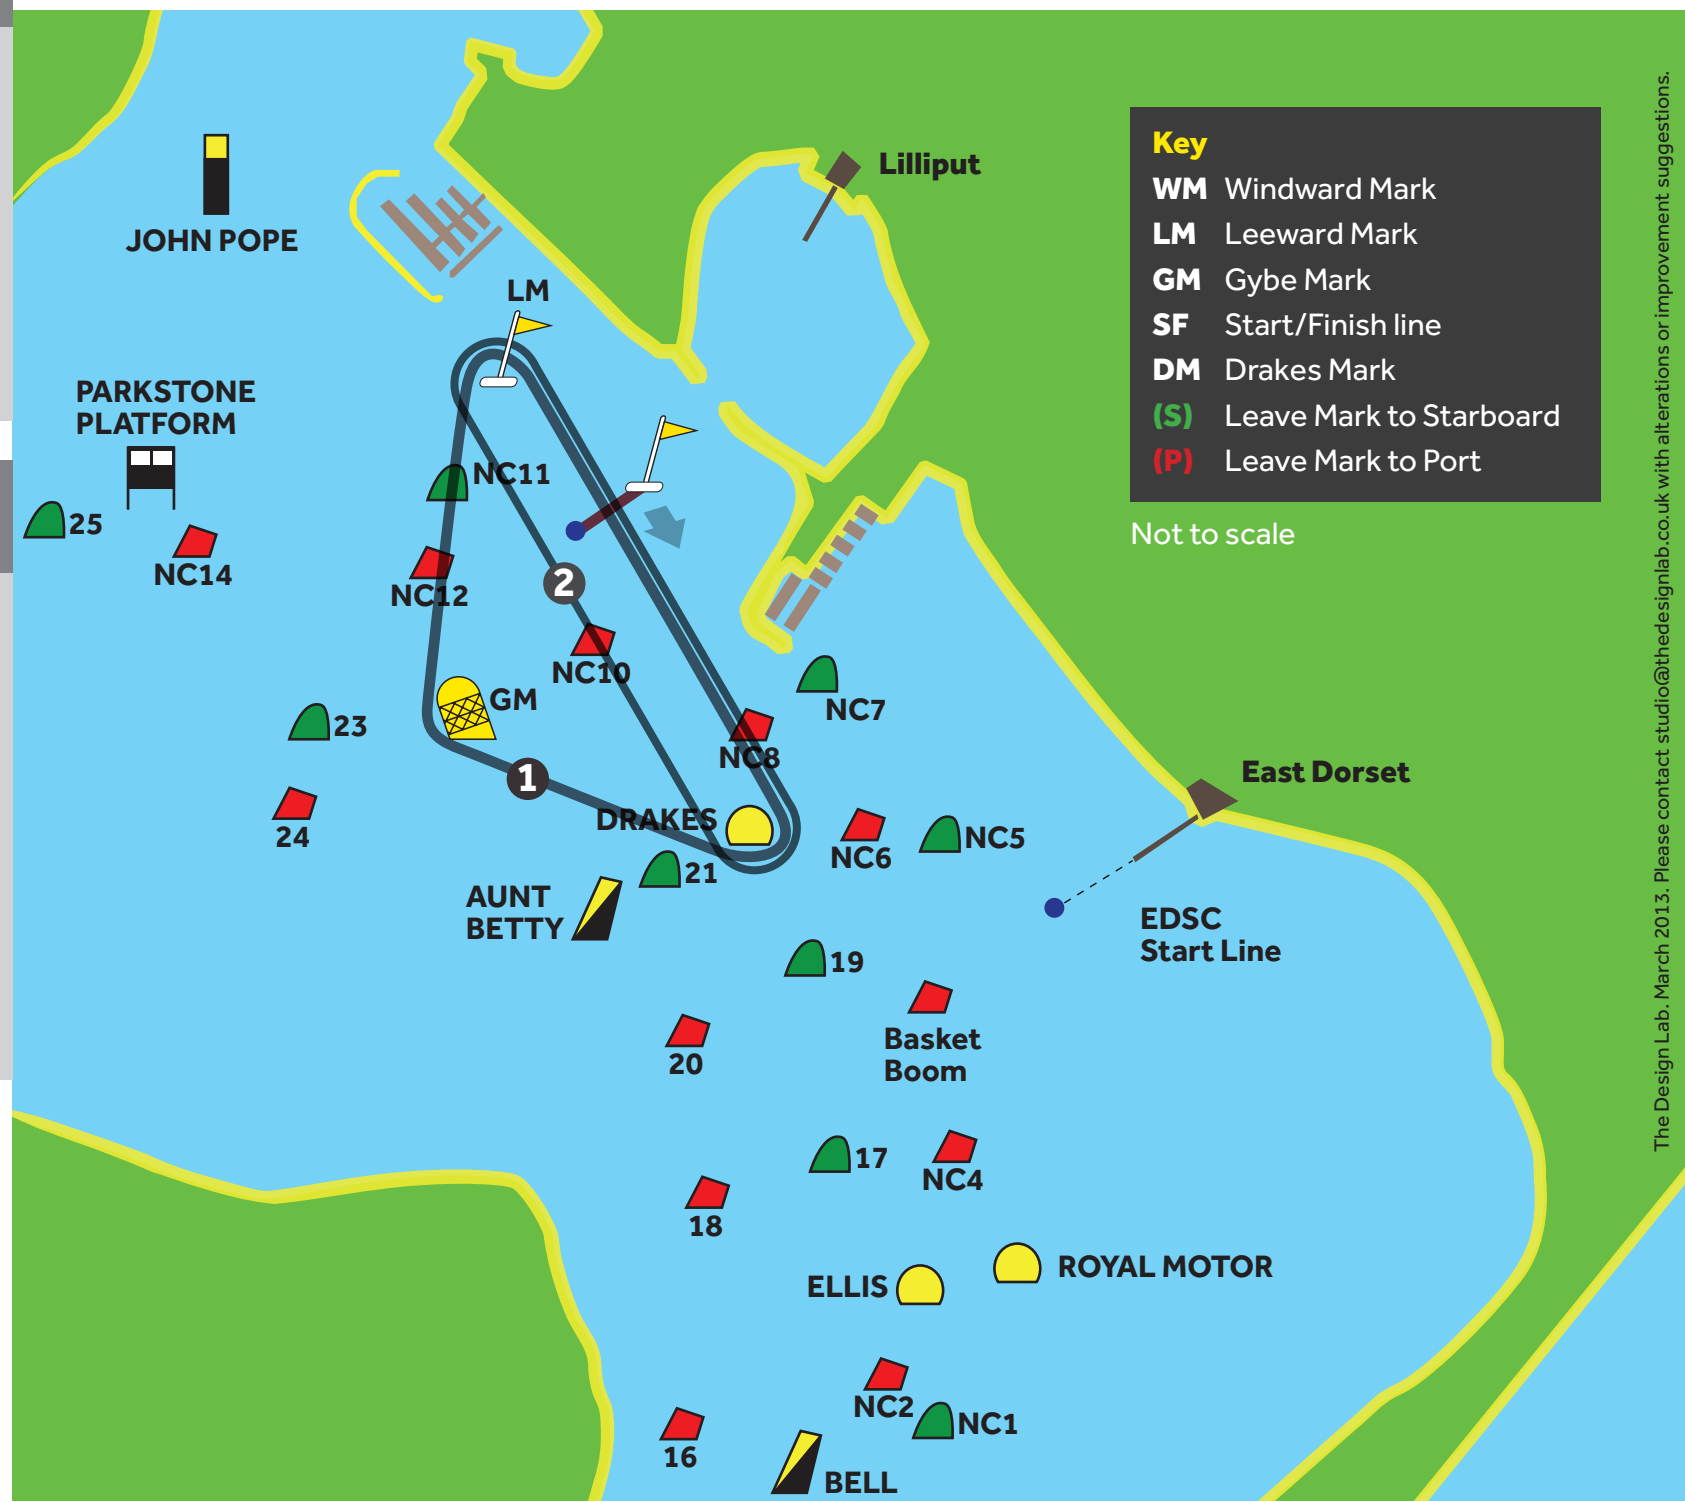 JOHN POPE
Lilliput
Key
WM Windward Mark
LM Leeward Mark
GM Gybe Mark
SF Start/Finish line
DM Drakes Mark
(S) Leave Mark to Starboard
(P) Leave Mark to Port
Not to scale
LM
PARKSTONE
PLATFORM
25
NC14
NC11
NC12
2
NC10
GM
23
24
1
NC7
NC8
DRAKES
NC6
NC5
East Dorset
21
AUNT
BETTY
EDSC
Start Line
19
20
Basket
Boom
17
NC4
18
ELLIS
ROYAL MOTOR
NC2
NC1
16
BELL
The Design Lab. March 2013. Please contact studio@thedesignlab.co.uk with alterations or improvement suggestions.